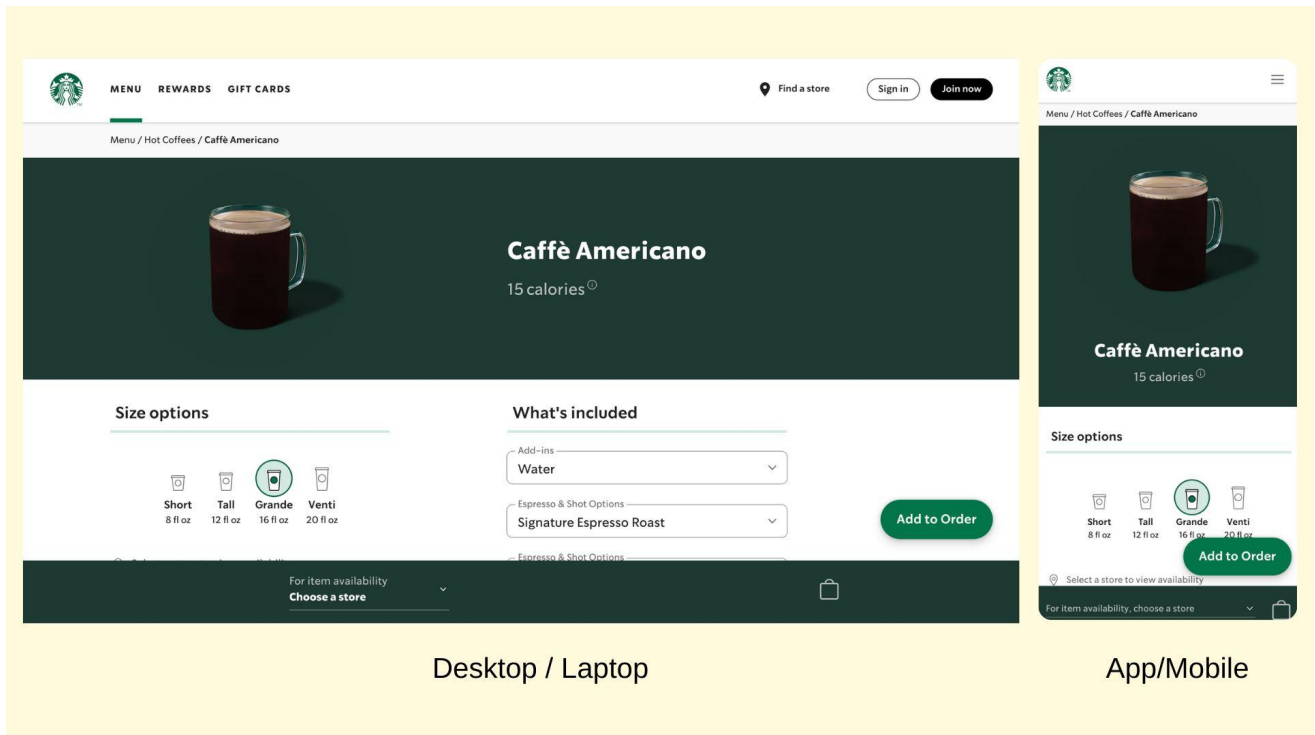 MENU REWARDS GIFT CARDS Find a store Sign in Join now
Menu / Hot Coffees / Caffè Americano
Caffè Americano
15 calories
Size options
Short Tall Grande Venti
8 fl oz 12 fl oz 16 fl oz 20 fl oz
What's included
Add-ins
Water
Espresso & Shot Options
Signature Espresso Roast
Espresso & Shot Options
Add to Order
For item availability
Choose a store
Menu / Hot Coffees / Caffè Americano
Caffè Americano
15 calories
Size options
Short Tall Grande Venti
8 fl oz 12 fl oz 16 fl oz 20 fl oz
Add to Order
Select a store to view availability
For item availability, choose a store
Desktop / Laptop
App/Mobile